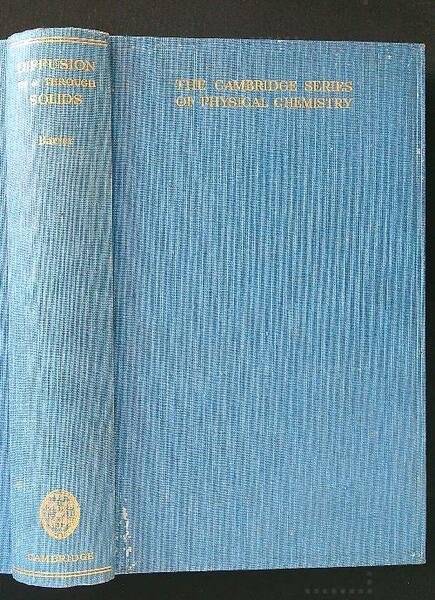 DIFFUSION
IN & THROUGH
SOLIDS
Barrer
CAMBRIDGE
THE CAMBRIDGE SERIES
OF PHYSICAL CHEMISTRY